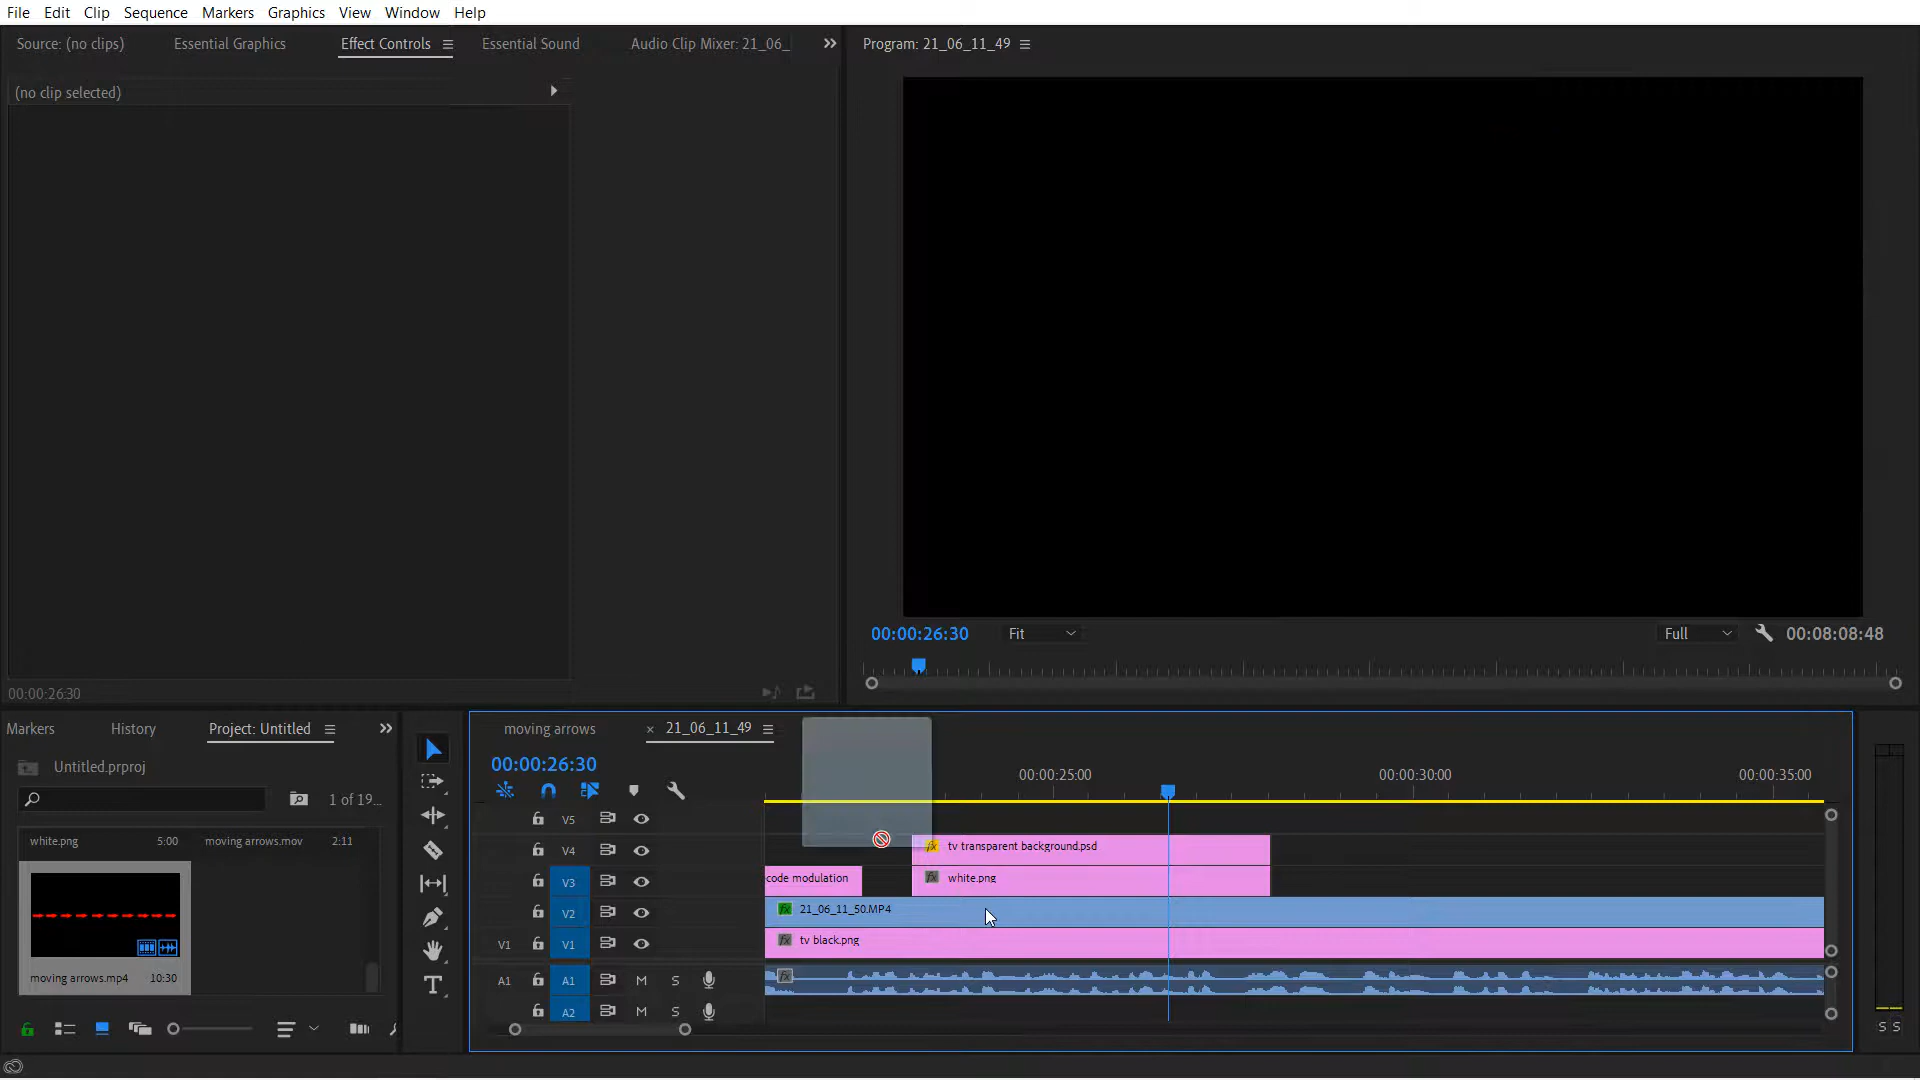 File Edit Clip Sequence Markers Graphics View Window Help
Source: (no clips) Essential Graphics Effect Controls Essential Sound Audio Clip Mixer: 21_06_
Program: 21_06_11_49
(no clip selected)
00:00:26:30 Fit Full 00:08:08:48
00:00:26:30
Markers History Project: Untitled
moving arrows × 21_06_11_49
Untitled.prproj
00:00:26:30
00:00:25:00 00:00:30:00 00:00:35:00
1 of 19...
white.png 5:00 moving arrows.mov 2:11
moving arrows.mp4 10:30
V5
V4 tv transparent background.psd
V3 code modulation white.png
V2 21_06_11_50.MP4
V1 V1 tv black.png
A1 A1 M S
A2 M S
S S
T
fx
fx
fx
fx
fx